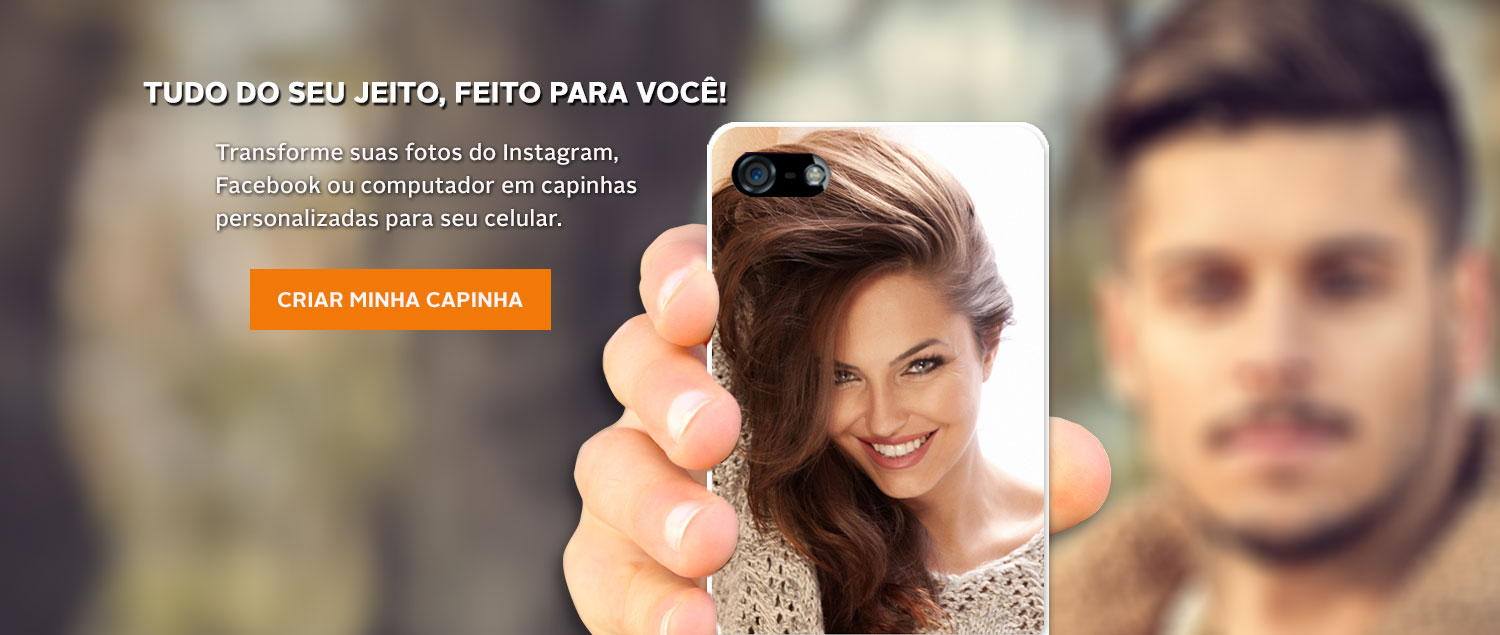 TUDO DO SEU JEITO, FEITO PARA VOCÊ!
Transforme suas fotos do Instagram,
Facebook ou computador em capinhas
personalizadas para seu celular.
CRIAR MINHA CAPINHA